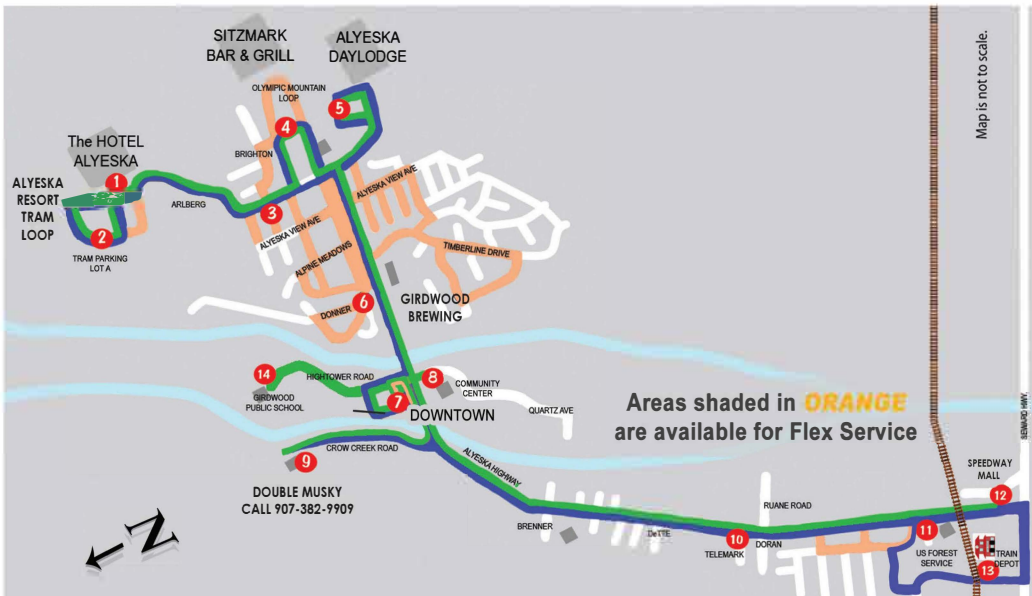 SITZMARK
BAR & GRILL
ALYESKA
DAYLODGE
Map is not to scale.
OLYMPIC MOUNTAIN
LOOP
5
4
The HOTEL
ALYESKA
BRIGHTON
1
ALYESKA
RESORT
TRAM
LOOP
ARLBERG
ALYESKA VIEW AVE
3
2
ALYESKA VIEW AVE
TRAM PARKING
LOT A
ALPINE MEADOWS
TIMBERLINE DRIVE
6
DONNER
GIRDWOOD
BREWING
14
HIGHTOWER ROAD
8
COMMUNITY
CENTER
GIRDWOOD
PUBLIC SCHOOL
7
DOWNTOWN
QUARTZ AVE
Areas shaded in ORANGE
are available for Flex Service
SEWARD HWY.
CROW CREEK ROAD
9
ALYESKA HIGHWAY
DOUBLE MUSKY
CALL 907-382-9909
SPEEDWAY
MALL
12
RUANE ROAD
BRENNER
DeTTE
10
TELEMARK
DORAN
11
US FOREST
SERVICE
TRAIN
DEPOT
13
N